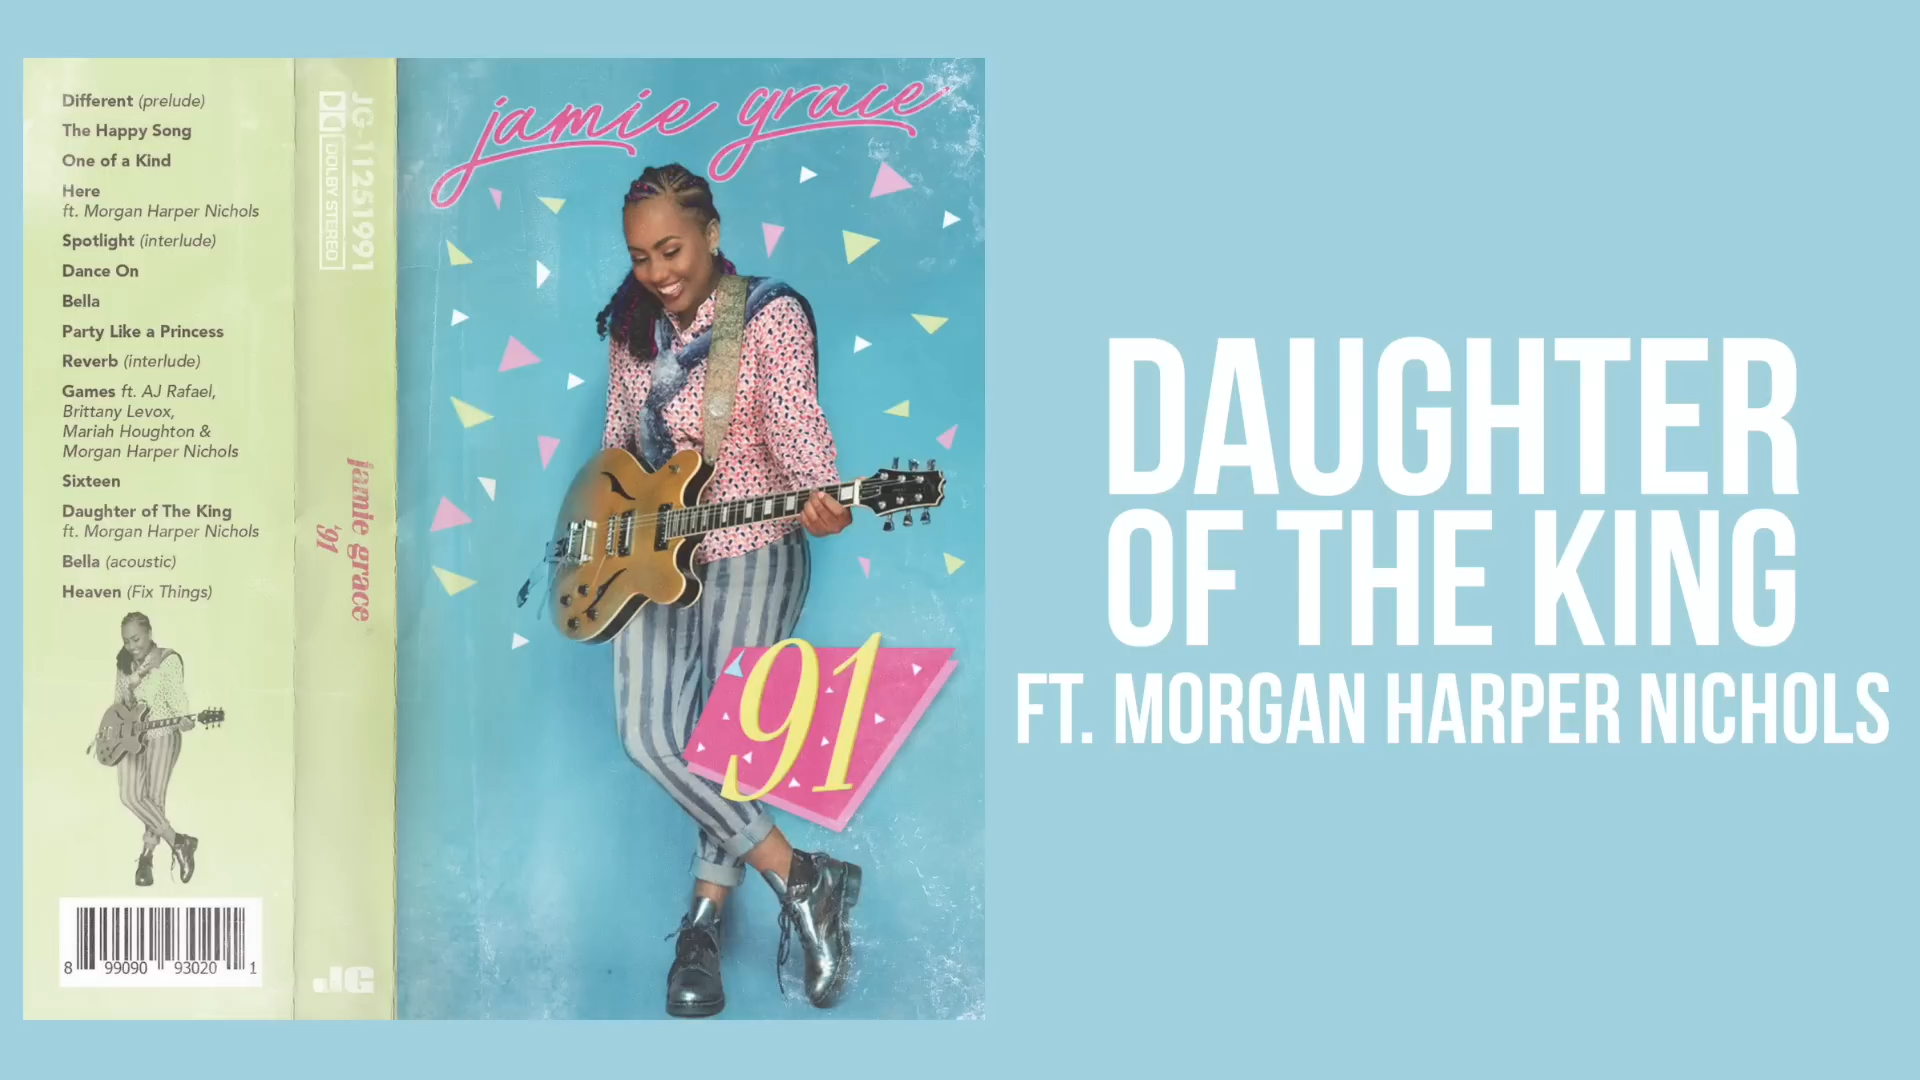 Different (prelude)
The Happy Song
One of a Kind
Here
ft. Morgan Harper Nichols
Spotlight (interlude)
Dance On
Bella
Party Like a Princess
Reverb (interlude)
Games ft. AJ Rafael,
Brittany Levox,
Mariah Houghton &
Morgan Harper Nichols
Sixteen
Daughter of The King
ft. Morgan Harper Nichols
Bella (acoustic)
Heaven (Fix Things)
8 99090 93020 1
JG-11251991
DOLBY STEREO
jamie grace
'91
JG
jamie grace
91
DAUGHTER
OF THE KING
FT. MORGAN HARPER NICHOLS